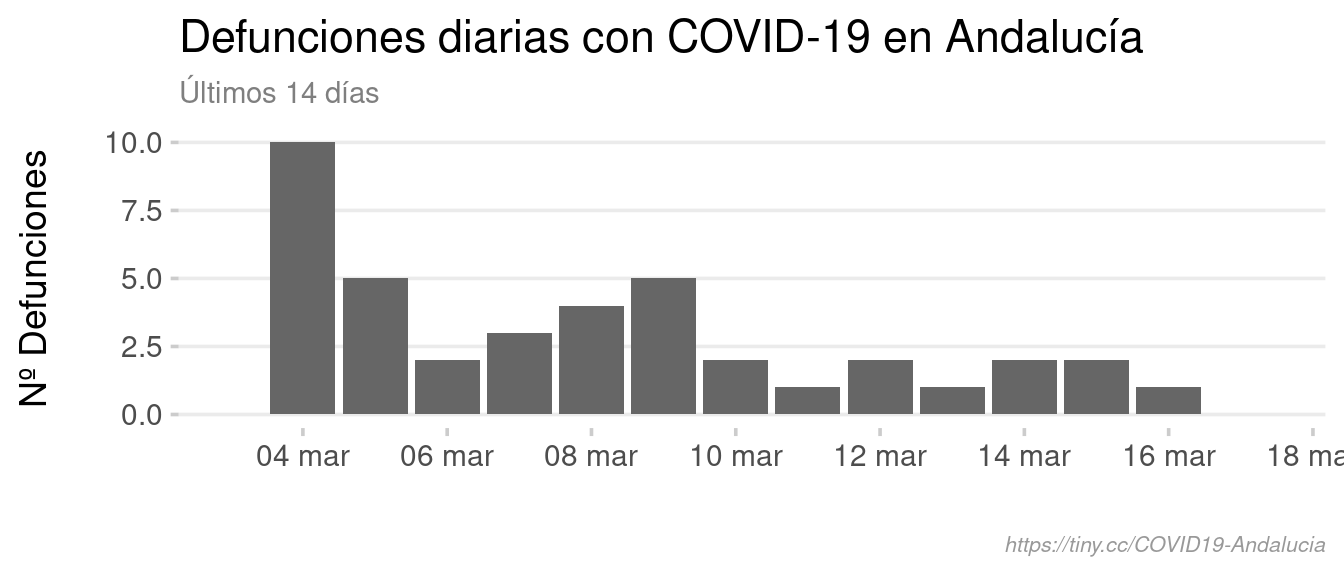 Defunciones diarias con COVID-19 en Andalucía
Últimos 14 días
Nº Defunciones
10.0
7.5
5.0
2.5
0.0
04 mar 06 mar 08 mar 10 mar 12 mar 14 mar 16 mar 18 ma
https://tiny.cc/COVID19-Andalucia